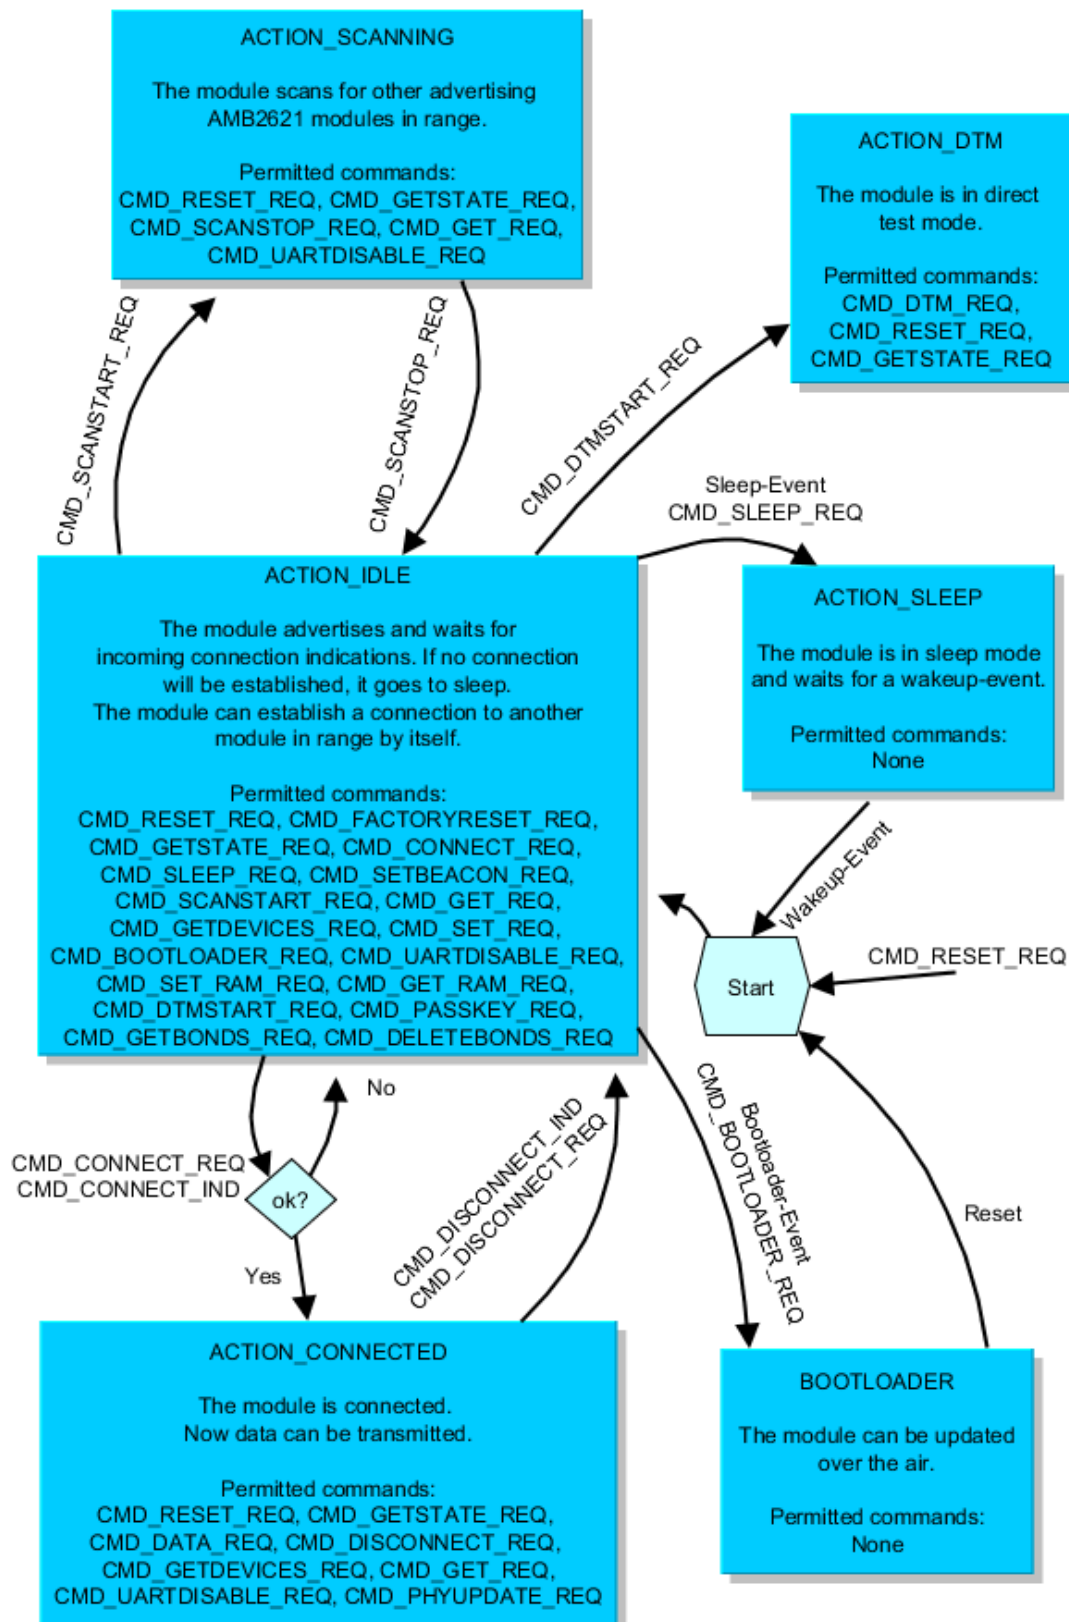 ACTION_SCANNING
The module scans for other advertising
AMB2621 modules in range.
Permitted commands:
CMD_RESET_REQ, CMD_GETSTATE_REQ,
CMD_SCANSTOP_REQ, CMD_GET_REQ,
CMD_UARTDISABLE_REQ
ACTION_DTM
The module is in direct
test mode.
Permitted commands:
CMD_DTM_REQ,
CMD_RESET_REQ,
CMD_GETSTATE_REQ
CMD_SCANSTART_REQ
CMD_SCANSTOP_REQ
CMD_DTMSTART_REQ
Sleep-Event
CMD_SLEEP_REQ
ACTION_IDLE
The module advertises and waits for
incoming connection indications. If no connection
will be established, it goes to sleep.
The module can establish a connection to another
module in range by itself.
Permitted commands:
CMD_RESET_REQ, CMD_FACTORYRESET_REQ,
CMD_GETSTATE_REQ, CMD_CONNECT_REQ,
CMD_SLEEP_REQ, CMD_SETBEACON_REQ,
CMD_SCANSTART_REQ, CMD_GET_REQ,
CMD_GETDEVICES_REQ, CMD_SET_REQ,
CMD_BOOTLOADER_REQ, CMD_UARTDISABLE_REQ,
CMD_SET_RAM_REQ, CMD_GET_RAM_REQ,
CMD_DTMSTART_REQ, CMD_PASSKEY_REQ,
CMD_GETBONDS_REQ, CMD_DELETEBONDS_REQ
ACTION_SLEEP
The module is in sleep mode
and waits for a wakeup-event.
Permitted commands:
None
Wakeup-Event
CMD_RESET_REQ
Start
No
CMD_CONNECT_REQ
CMD_CONNECT_IND
ok?
Yes
CMD_DISCONNECT_IND
CMD_DISCONNECT_REQ
Bootloader-Event
CMD_BOOTLOADER_REQ
Reset
ACTION_CONNECTED
The module is connected.
Now data can be transmitted.
Permitted commands:
CMD_RESET_REQ, CMD_GETSTATE_REQ,
CMD_DATA_REQ, CMD_DISCONNECT_REQ,
CMD_GETDEVICES_REQ, CMD_GET_REQ,
CMD_UARTDISABLE_REQ, CMD_PHYUPDATE_REQ
BOOTLOADER
The module can be updated
over the air.
Permitted commands:
None